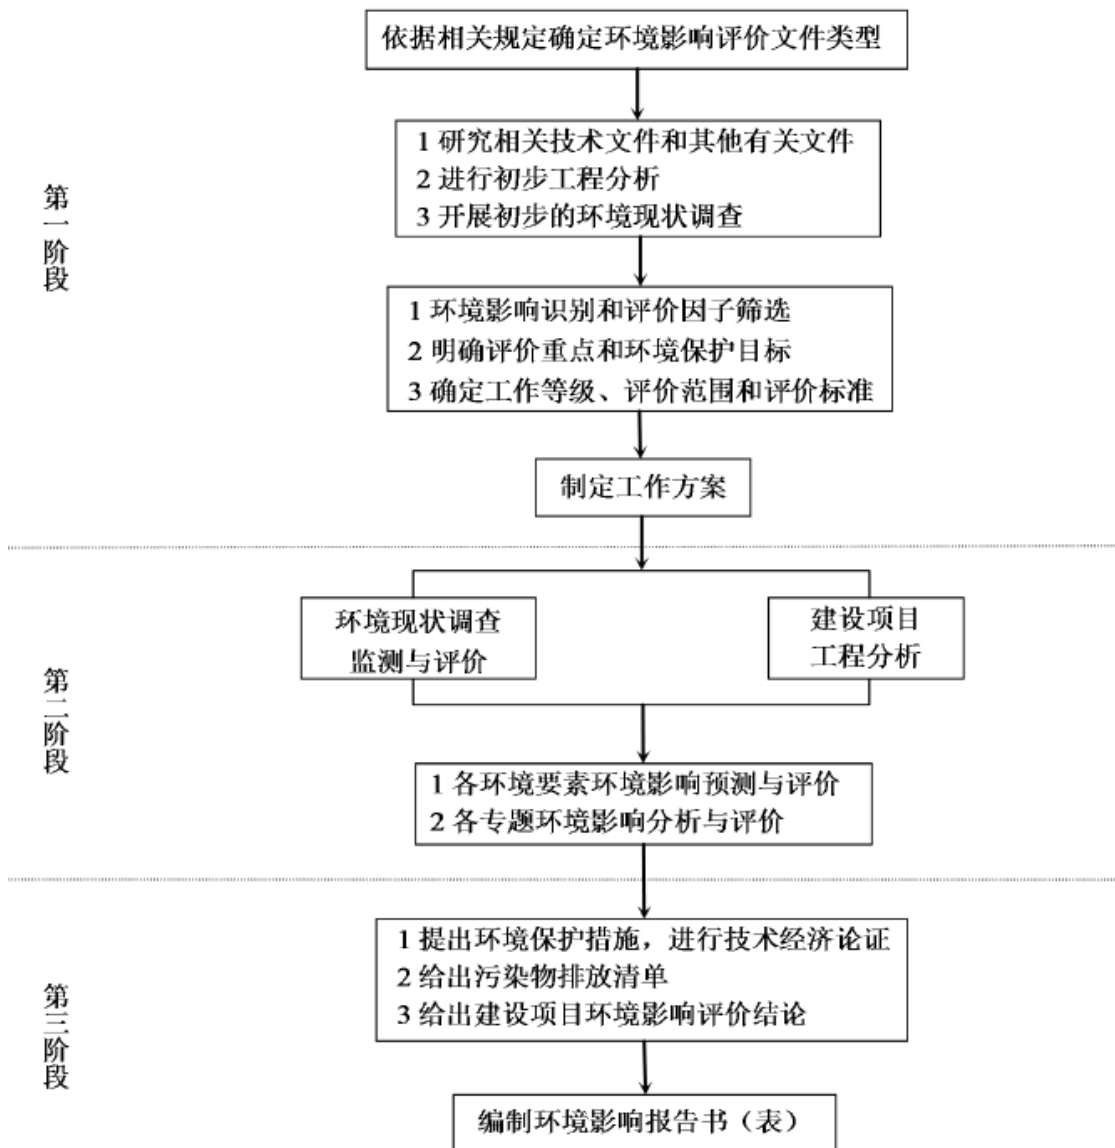 依据相关规定确定环境影响评价文件类型
第一阶段
1 研究相关技术文件和其他有关文件
2 进行初步工程分析
3 开展初步的环境现状调查
1 环境影响识别和评价因子筛选
2 明确评价重点和环境保护目标
3 确定工作等级、评价范围和评价标准
制定工作方案
第二阶段
环境现状调查
监测与评价
建设项目
工程分析
1 各环境要素环境影响预测与评价
2 各专题环境影响分析与评价
第三阶段
1 提出环境保护措施，进行技术经济论证
2 给出污染物排放清单
3 给出建设项目环境影响评价结论
编制环境影响报告书（表）